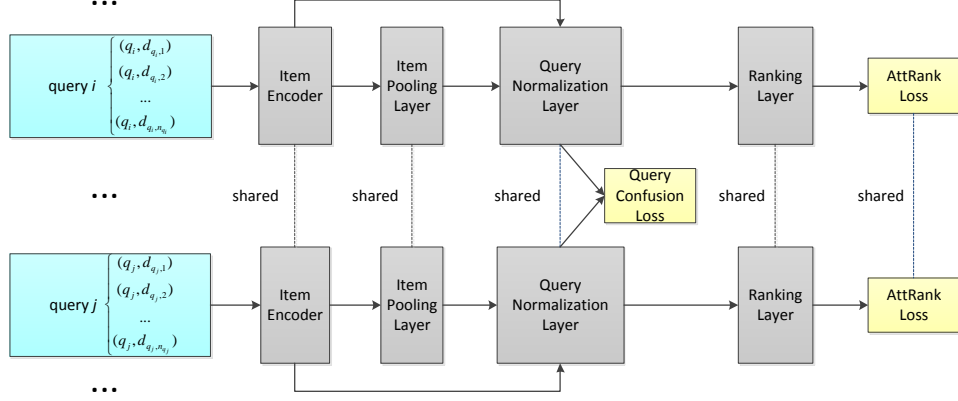 ...
query i
(q_i, d_{q_i,1})
(q_i, d_{q_i,2})
...
(q_i, d_{q_i,n_{q_i}})
Item
Encoder
Item
Pooling
Layer
Query
Normalization
Layer
Ranking
Layer
AttRank
Loss
...
shared
shared
shared
Query
Confusion
Loss
shared
shared
query j
(q_j, d_{q_j,1})
(q_j, d_{q_j,2})
...
(q_j, d_{q_j,n_{q_j}})
Item
Encoder
Item
Pooling
Layer
Query
Normalization
Layer
Ranking
Layer
AttRank
Loss
...